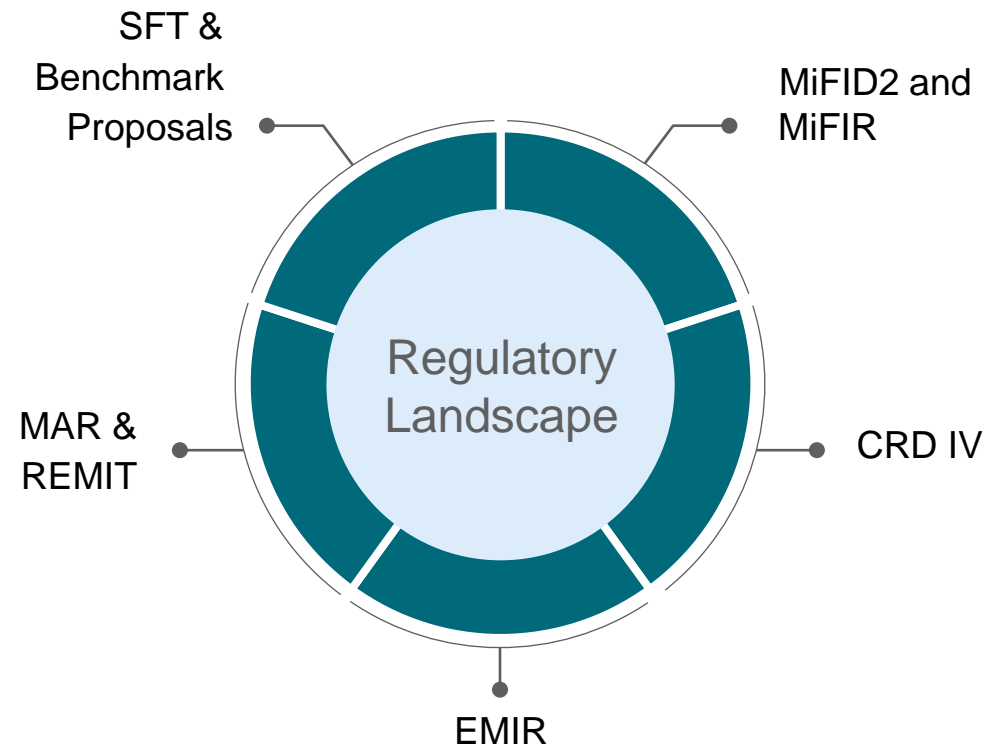 SFT &
Benchmark
Proposals
MiFID2 and
MiFIR
Regulatory
Landscape
MAR &
REMIT
CRD IV
EMIR